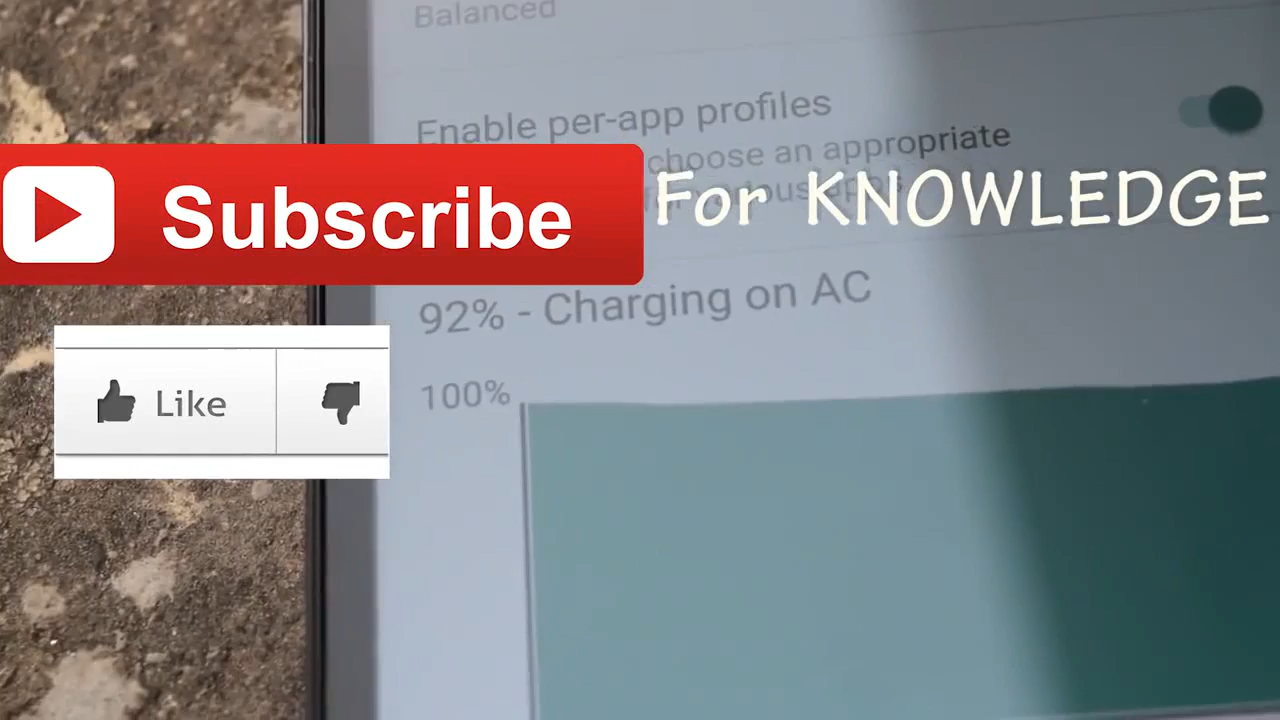 Balanced
Enable per-app profiles
choose an appropriate
Subscribe
For KNOWLEDGE
92% - Charging on AC
100%
Like